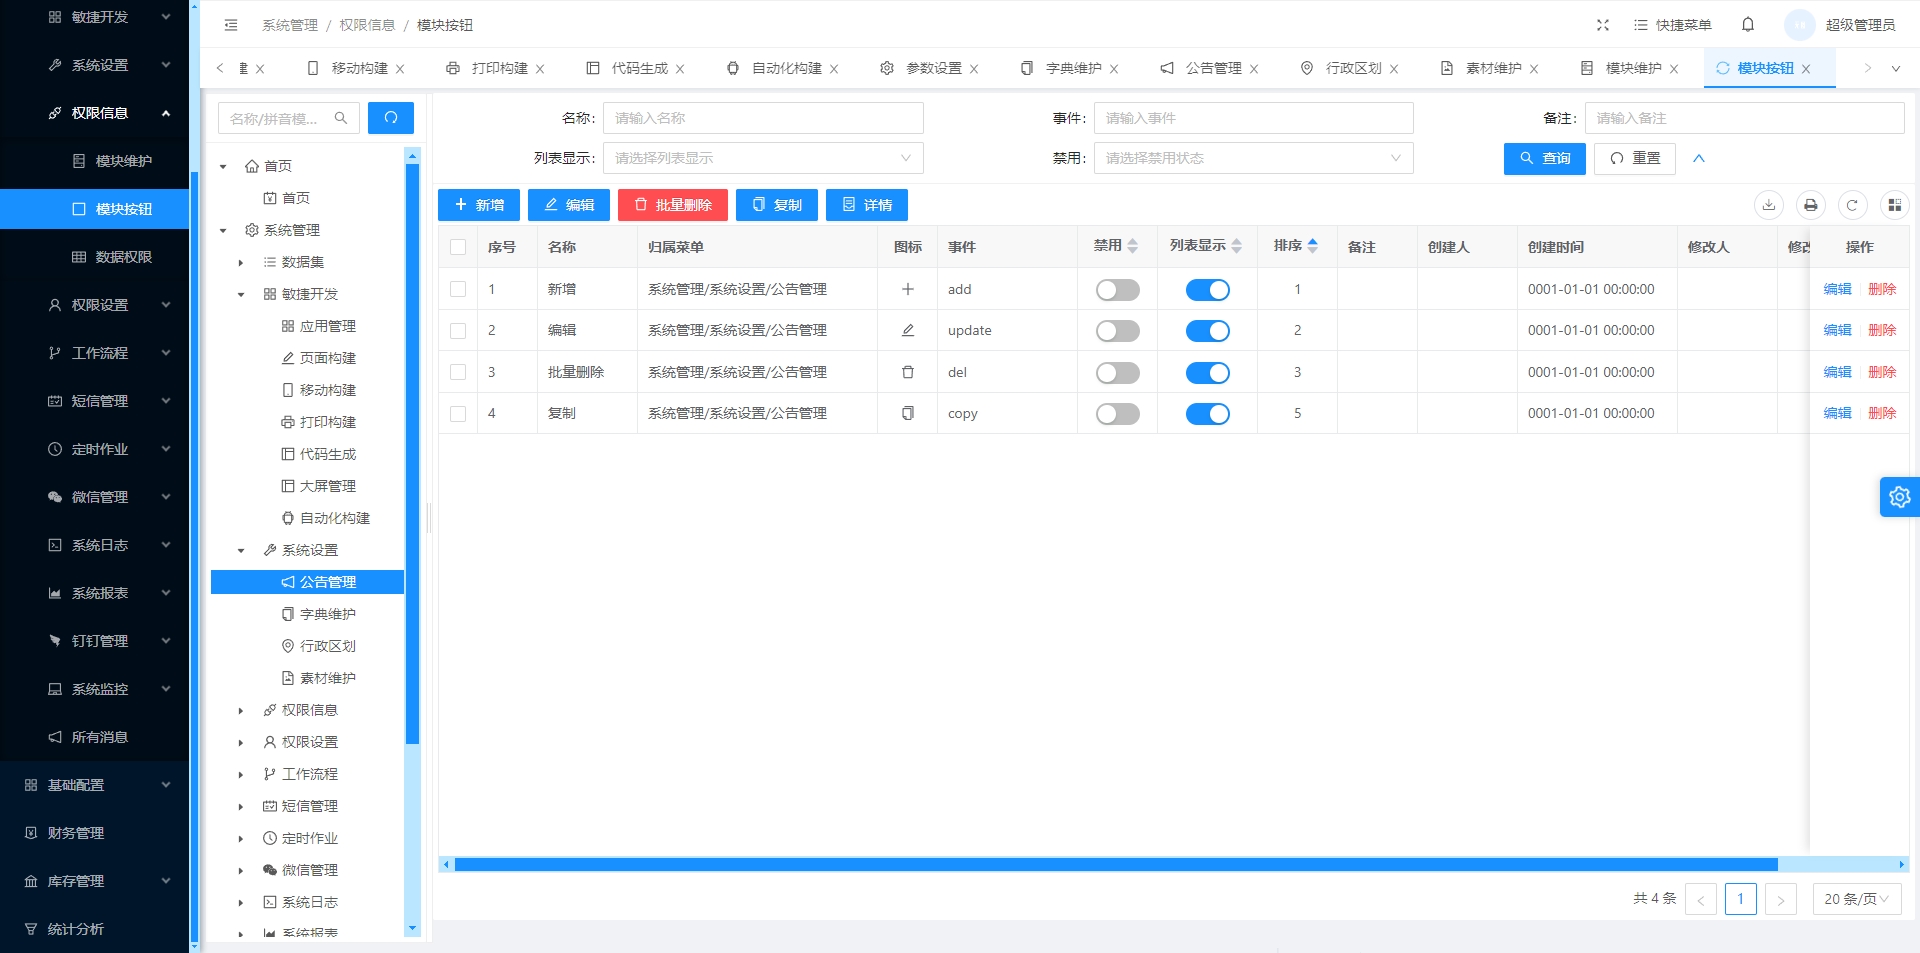 敏捷开发
系统设置
权限信息
模块维护
模块按钮
数据权限
权限设置
工作流程
短信管理
定时作业
微信管理
系统日志
系统报表
钉钉管理
系统监控
所有消息
基础配置
财务管理
库存管理
统计分析
系统管理 / 权限信息 / 模块按钮
快捷菜单
超级管理员
移动构建
打印构建
代码生成
自动化构建
参数设置
字典维护
公告管理
行政区划
素材维护
模块维护
模块按钮
名称/拼音模...
首页
首页
系统管理
数据集
敏捷开发
应用管理
页面构建
移动构建
打印构建
代码生成
大屏管理
自动化构建
系统设置
公告管理
字典维护
行政区划
素材维护
权限信息
权限设置
工作流程
短信管理
定时作业
微信管理
系统日志
系统报表
名称: 请输入名称
事件: 请输入事件
备注: 请输入备注
列表显示: 请选择列表显示
禁用: 请选择禁用状态
查询 重置
新增 编辑 批量删除 复制 详情
序号 名称 归属菜单 图标 事件 禁用 列表显示 排序 备注 创建人 创建时间 修改人 修改 操作
1 新增 系统管理/系统设置/公告管理 add 1 0001-01-01 00:00:00 编辑 删除
2 编辑 系统管理/系统设置/公告管理 update 2 0001-01-01 00:00:00 编辑 删除
3 批量删除 系统管理/系统设置/公告管理 del 3 0001-01-01 00:00:00 编辑 删除
4 复制 系统管理/系统设置/公告管理 copy 5 0001-01-01 00:00:00 编辑 删除
共 4 条 < 1 > 20 条/页